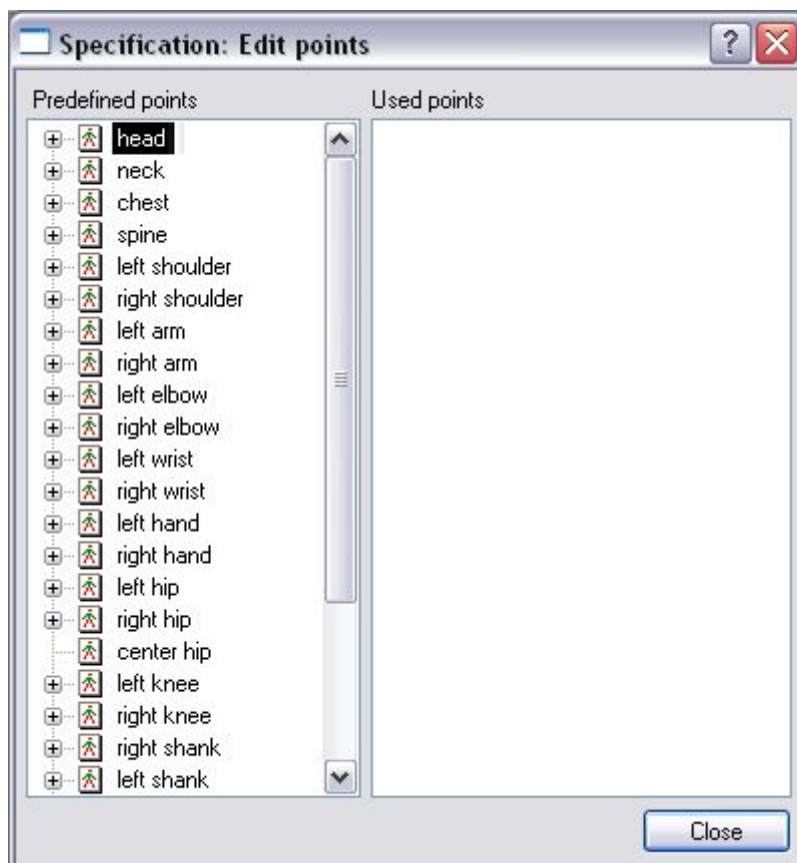 Specification: Edit points
Predefined points
Used points
head
neck
chest
spine
left shoulder
right shoulder
left arm
right arm
left elbow
right elbow
left wrist
right wrist
left hand
right hand
left hip
right hip
center hip
left knee
right knee
right shank
left shank
Close